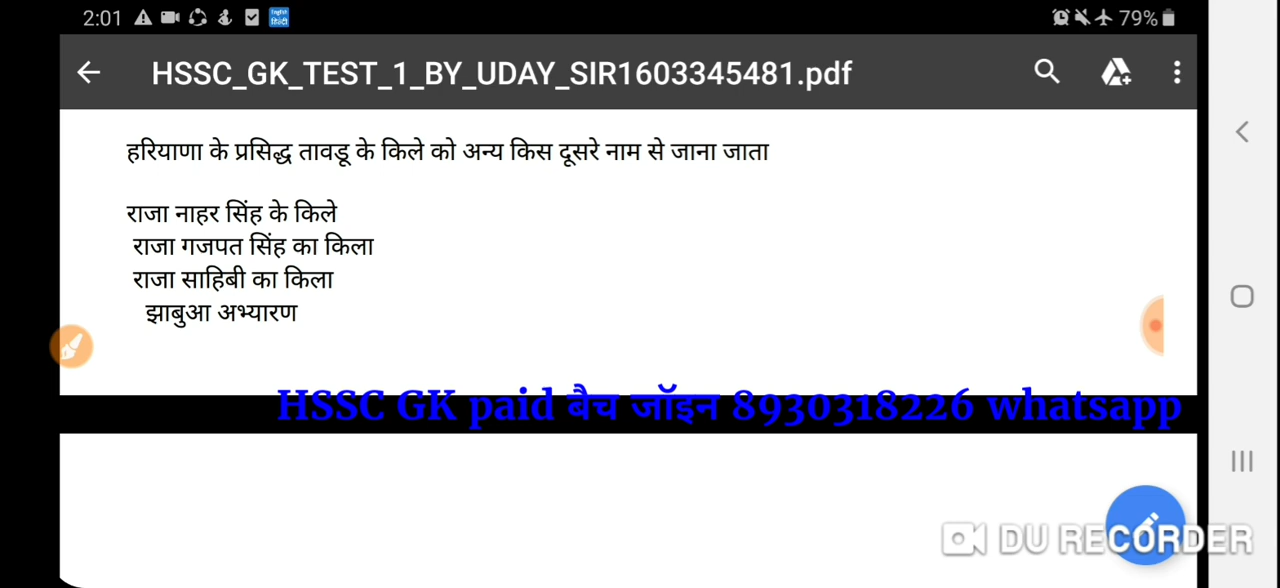 2:01 79%
HSSC_GK_TEST_1_BY_UDAY_SIR1603345481.pdf
हरियाणा के प्रसिद्ध तावडू के किले को अन्य किस दूसरे नाम से जाना जाता
राजा नाहर सिंह के किले
राजा गजपत सिंह का किला
राजा साहिबी का किला
झाबुआ अभ्यारण
HSSC GK paid बैच जॉइन 8930318226 whatsapp
DU RECORDER